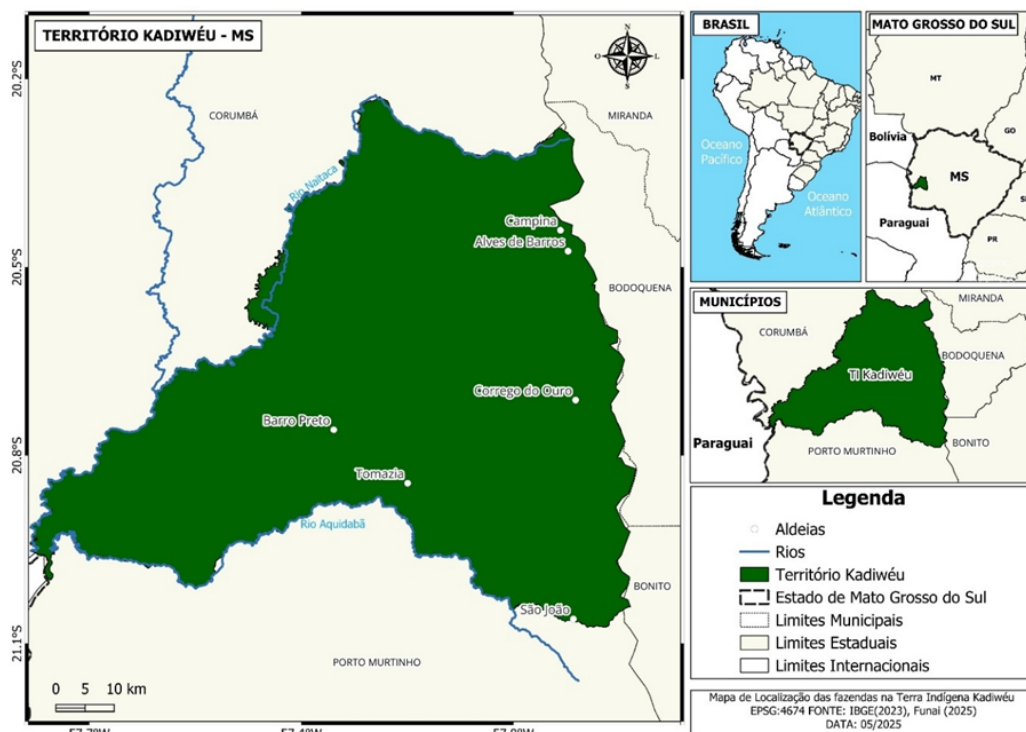 TERRITÓRIO KADIWÉU - MS
N
O
L
S
20.2°S
20.5°S
20.8°S
21.1°S
CORUMBÁ
MIRANDA
Rio Naitaca
Campina
Alves de Barros
BODOQUENA
Corrego do Ouro
Barro Preto
Tomazia
Rio Aquidabã
São João
BONITO
PORTO MURTINHO
0 5 10 km
BRASIL
Oceano
Pacífico
Oceano
Atlântico
MATO GROSSO DO SUL
MT
Bolívia
GO
MS
Paraguai
PR
MUNICÍPIOS
CORUMBÁ
MIRANDA
BODOQUENA
TI Kadiwéu
Paraguai
PORTO MURTINHO
BONITO
Legenda
Aldeias
Rios
Território Kadiwéu
Estado de Mato Grosso do Sul
Limites Municipais
Limites Estaduais
Limites Internacionais
Mapa de Localização das fazendas na Terra Indígena Kadiwéu
EPSG:4674 FONTE: IBGE(2023), Funai (2025)
DATA: 05/2025